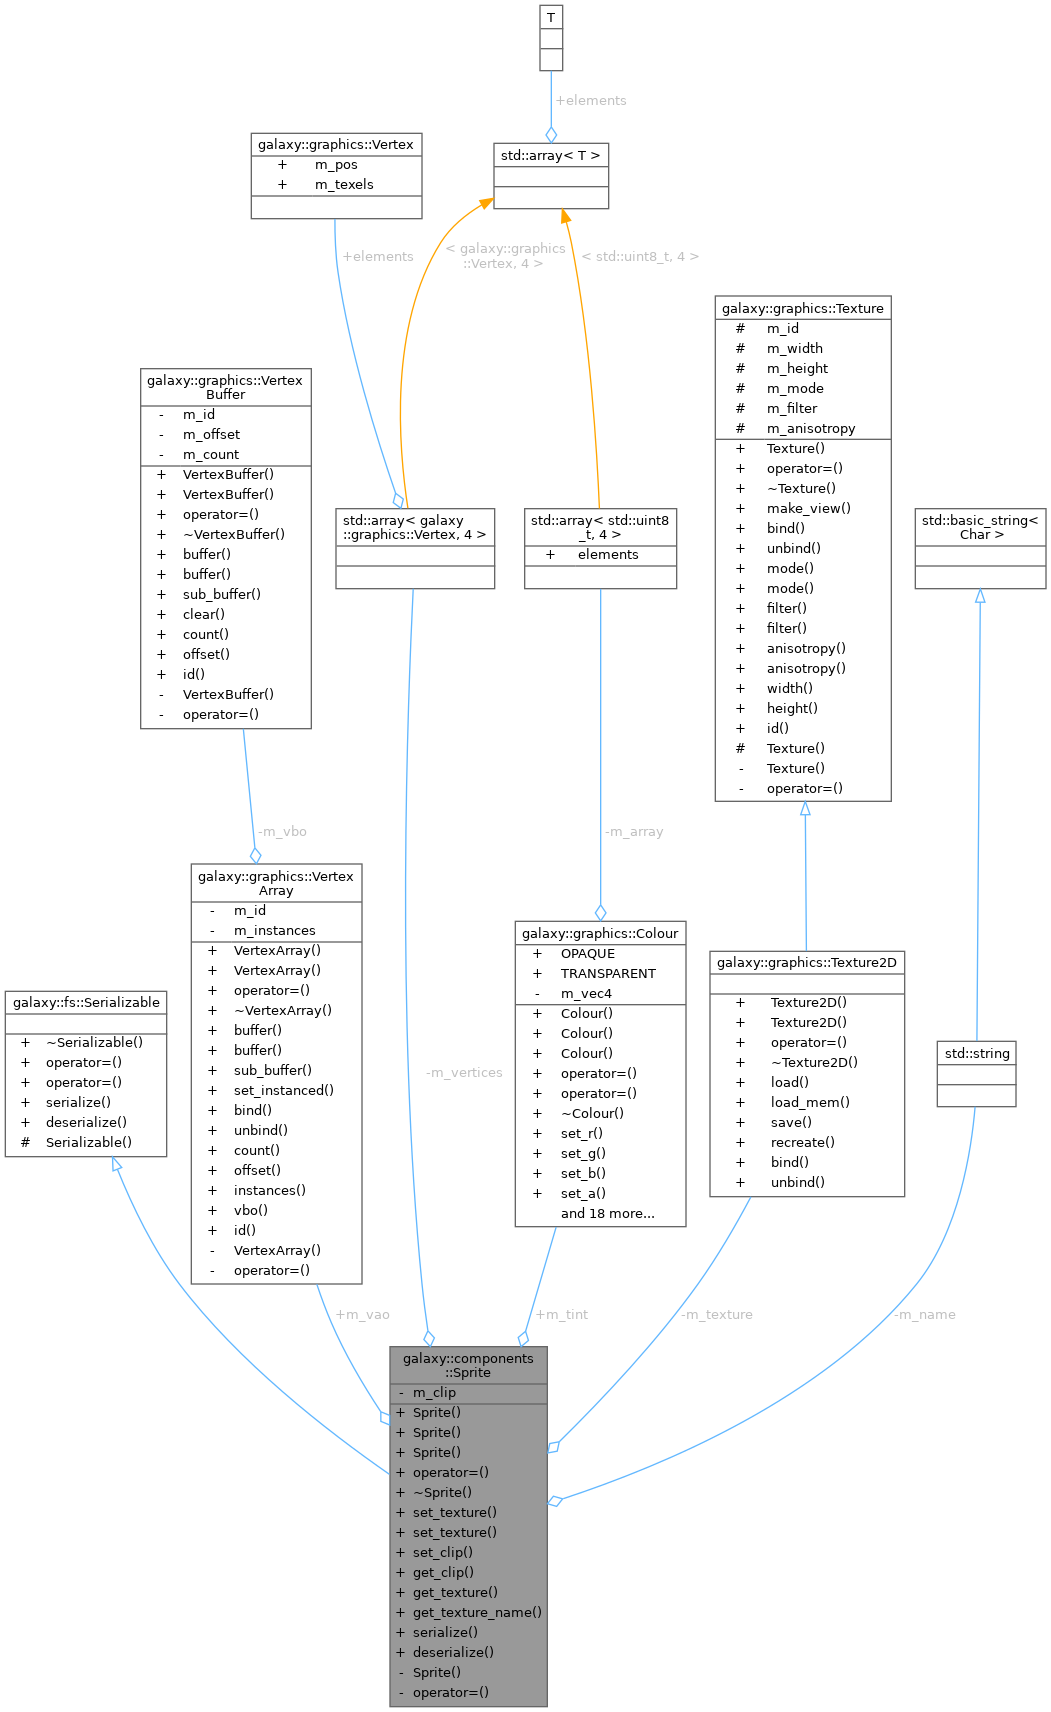 T
+elements
galaxy::graphics::Vertex
+ m_pos
+ m_texels
std::array< T >
+elements
< galaxy::graphics
::Vertex, 4 >
< std::uint8_t, 4 >
galaxy::graphics::Texture
# m_id
# m_width
# m_height
# m_mode
# m_filter
# m_anisotropy
+ Texture()
+ operator=()
+ ~Texture()
+ make_view()
+ bind()
+ unbind()
+ mode()
+ mode()
+ filter()
+ filter()
+ anisotropy()
+ anisotropy()
+ width()
+ height()
+ id()
# Texture()
- Texture()
- operator=()
galaxy::graphics::Vertex
Buffer
- m_id
- m_offset
- m_count
+ VertexBuffer()
+ VertexBuffer()
+ operator=()
+ ~VertexBuffer()
+ buffer()
+ buffer()
+ sub_buffer()
+ clear()
+ count()
+ offset()
+ id()
- VertexBuffer()
- operator=()
std::array< galaxy
::graphics::Vertex, 4 >
std::array< std::uint8
_t, 4 >
+ elements
std::basic_string<
Char >
-m_vbo
-m_array
galaxy::graphics::Vertex
Array
- m_id
- m_instances
+ VertexArray()
+ VertexArray()
+ operator=()
+ ~VertexArray()
+ buffer()
+ buffer()
+ sub_buffer()
+ set_instanced()
+ bind()
+ unbind()
+ count()
+ offset()
+ instances()
+ vbo()
+ id()
- VertexArray()
- operator=()
galaxy::graphics::Colour
+ OPAQUE
+ TRANSPARENT
- m_vec4
+ Colour()
+ Colour()
+ Colour()
+ operator=()
+ operator=()
+ ~Colour()
+ set_r()
+ set_g()
+ set_b()
+ set_a()
and 18 more...
galaxy::graphics::Texture2D
+ Texture2D()
+ Texture2D()
+ operator=()
+ ~Texture2D()
+ load()
+ load_mem()
+ save()
+ recreate()
+ bind()
+ unbind()
galaxy::fs::Serializable
+ ~Serializable()
+ operator=()
+ operator=()
+ serialize()
+ deserialize()
# Serializable()
std::string
-m_vertices
+m_vao
+m_tint
-m_texture
-m_name
galaxy::components
::Sprite
- m_clip
+ Sprite()
+ Sprite()
+ Sprite()
+ operator=()
+ ~Sprite()
+ set_texture()
+ set_texture()
+ set_clip()
+ get_clip()
+ get_texture()
+ get_texture_name()
+ serialize()
+ deserialize()
- Sprite()
- operator=()